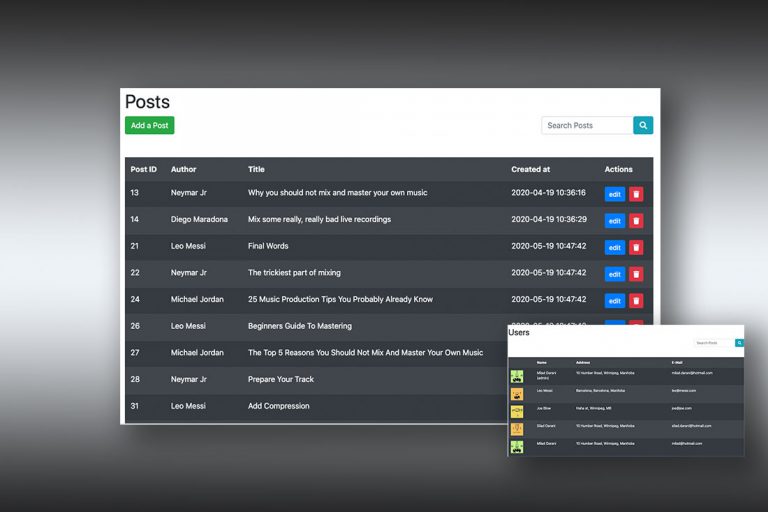 Posts
Add a Post
Search Posts
Post ID Author Title Created at Actions
13 Neymar Jr Why you should not mix and master your own music 2020-04-19 10:36:16 edit
14 Diego Maradona Mix some really, really bad live recordings 2020-04-19 10:36:29 edit
21 Leo Messi Final Words 2020-05-19 10:47:42 edit
22 Neymar Jr The trickiest part of mixing 2020-05-19 10:47:42 edit
24 Michael Jordan 25 Music Production Tips You Probably Already Know 2020-05-19 10:47:42 edit
26 Leo Messi Beginners Guide To Mastering
27 Michael Jordan The Top 5 Reasons You Should Not Mix And Master Your Own Music
28 Neymar Jr Prepare Your Track
31 Leo Messi Add Compression
Users
Search Posts
Name Address E-Mail
Milad Darani 10 Humber Road, Winnipeg, Manitoba milad.darani@hotmail.com
(admin)
Leo Messi Barcelona, Barcelona, Manitoba leo@messi.com
Joe Blow Haha st, Winnipeg, MB joe@joe.com
Silad Darani 10 Humber Road, Winnipeg, Manitoba silad.darani@hotmail.com
Milad Darani 10 Humber Road, Winnipeg, Manitoba milad@hotmail.com